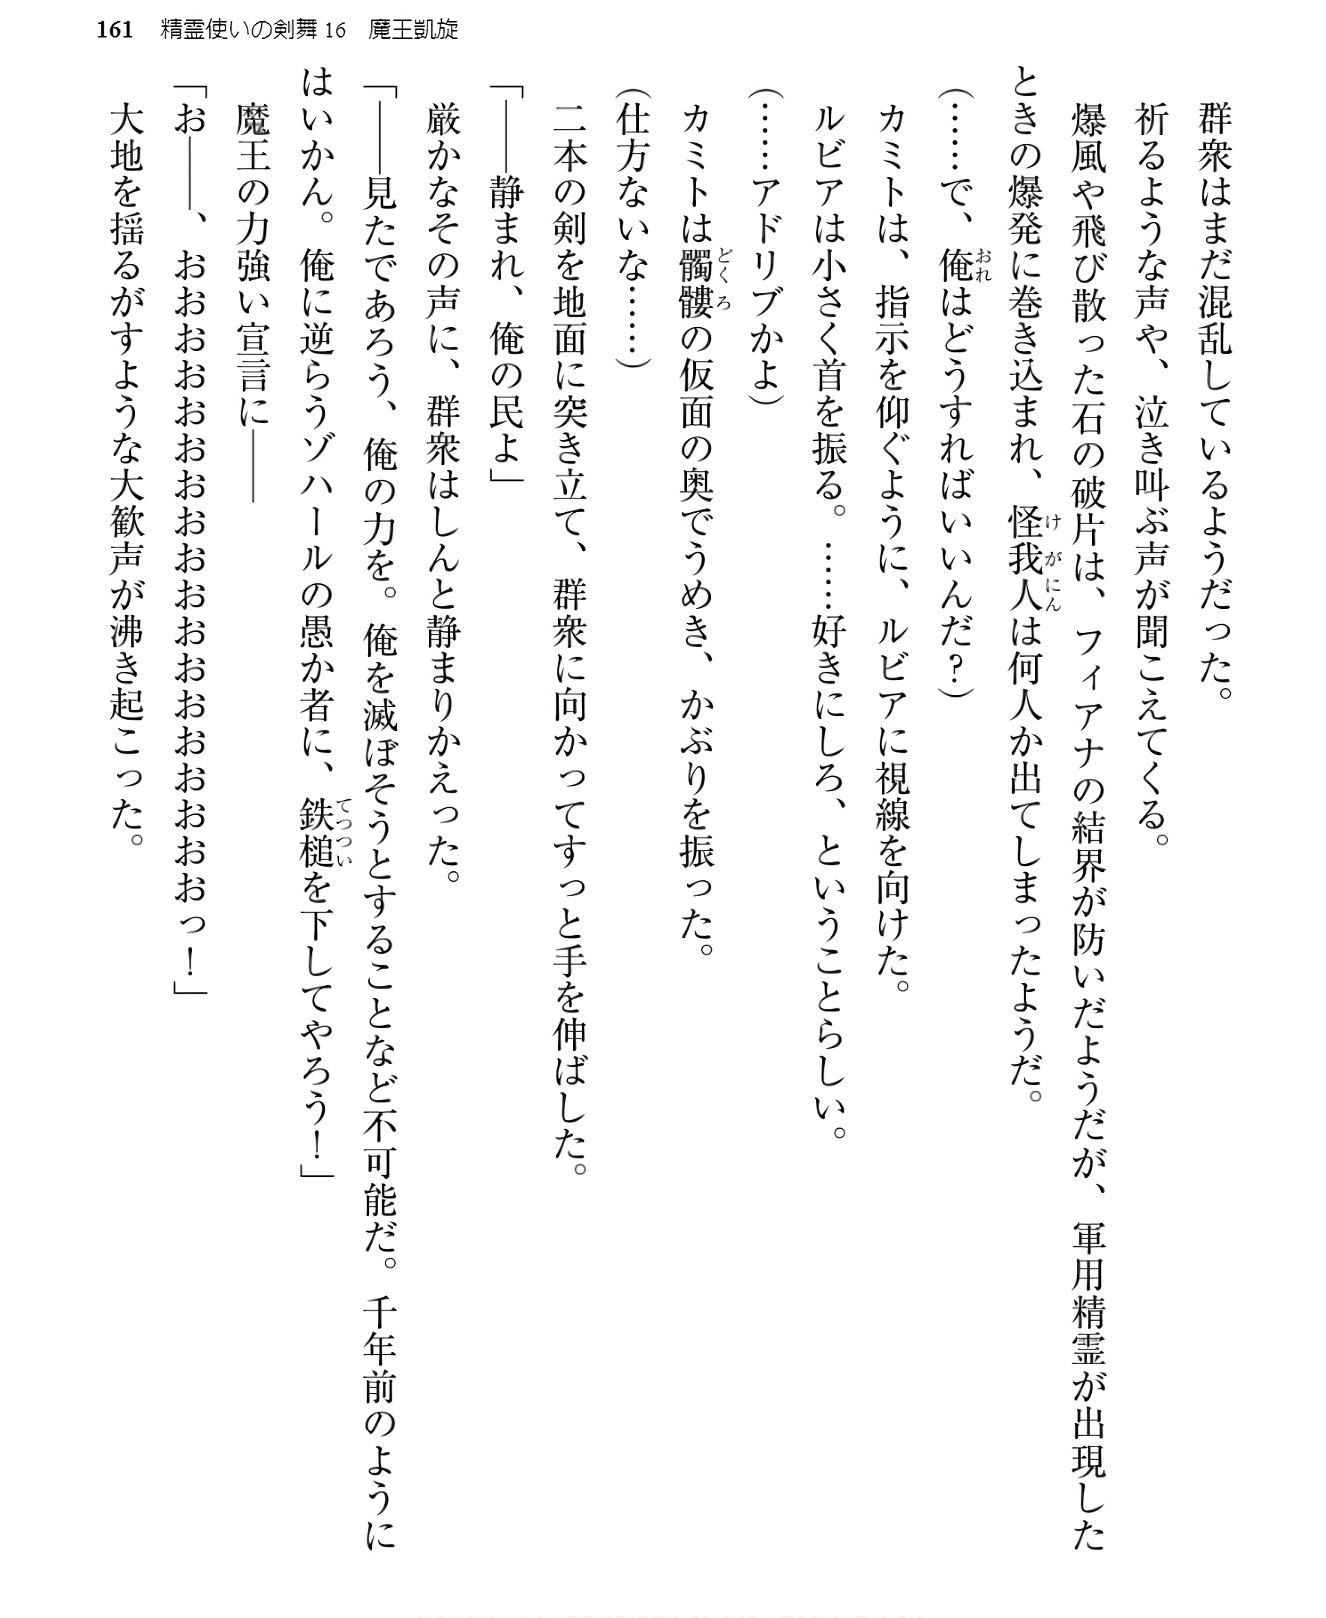 161　精霊使いの剣舞16　魔王凱旋
　群衆はまだ混乱しているようだった。
　祈るような声や、泣き叫ぶ声が聞こえてくる。
　爆風や飛び散った石の破片は、フィアナの結界が防いだようだが、軍用精霊が出現した
ときの爆発に巻き込まれ、怪我人は何人か出てしまったようだ。
（……で、俺はどうすればいいんだ？）
　カミトは、指示を仰ぐように、ルビアに視線を向けた。
　ルビアは小さく首を振る。……好きにしろ、ということらしい。
（……アドリブかよ）
　カミトは髑髏の仮面の奥でうめき、かぶりを振った。
（仕方ないな……）
　二本の剣を地面に突き立て、群衆に向かってすっと手を伸ばした。
「――静まれ、俺の民よ」
　厳かなその声に、群衆はしんと静まりかえった。
「――見たであろう、俺の力を。俺を滅ぼそうとすることなど不可能だ。千年前のように
はいかん。俺に逆らうゾハールの愚か者に、鉄槌を下してやろう！」
　魔王の力強い宣言に――
「お――、おおおおおおおおおおおおおおおおおおっ！」
　大地を揺るがすような大歓声が沸き起こった。